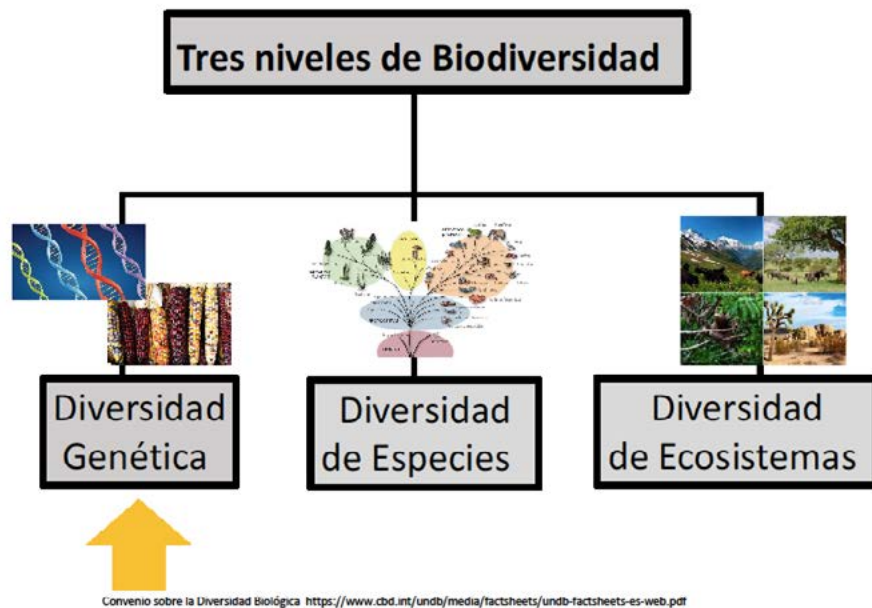 Tres niveles de Biodiversidad
Diversidad
Genética
Diversidad
de Especies
Diversidad
de Ecosistemas
Convenio sobre la Diversidad Biológica https://www.cbd.int/undb/media/factsheets/undb-factsheets-es-web.pdf